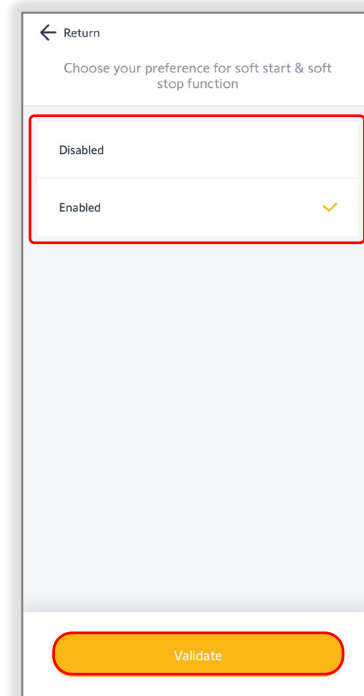 Return
Choose your preference for soft start & soft
stop function
Disabled
Enabled
Validate